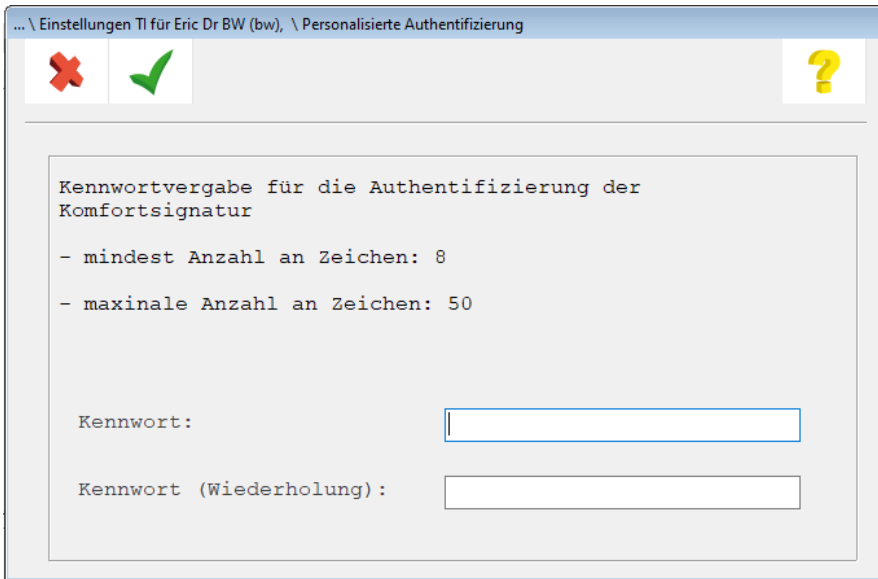 ... \ Einstellungen TI für Eric Dr BW (bw), \ Personalisierte Authentifizierung
Kennwortvergabe für die Authentifizierung der
Komfortsignatur
- mindest Anzahl an Zeichen: 8
- maxinale Anzahl an Zeichen: 50
Kennwort:
Kennwort (Wiederholung):